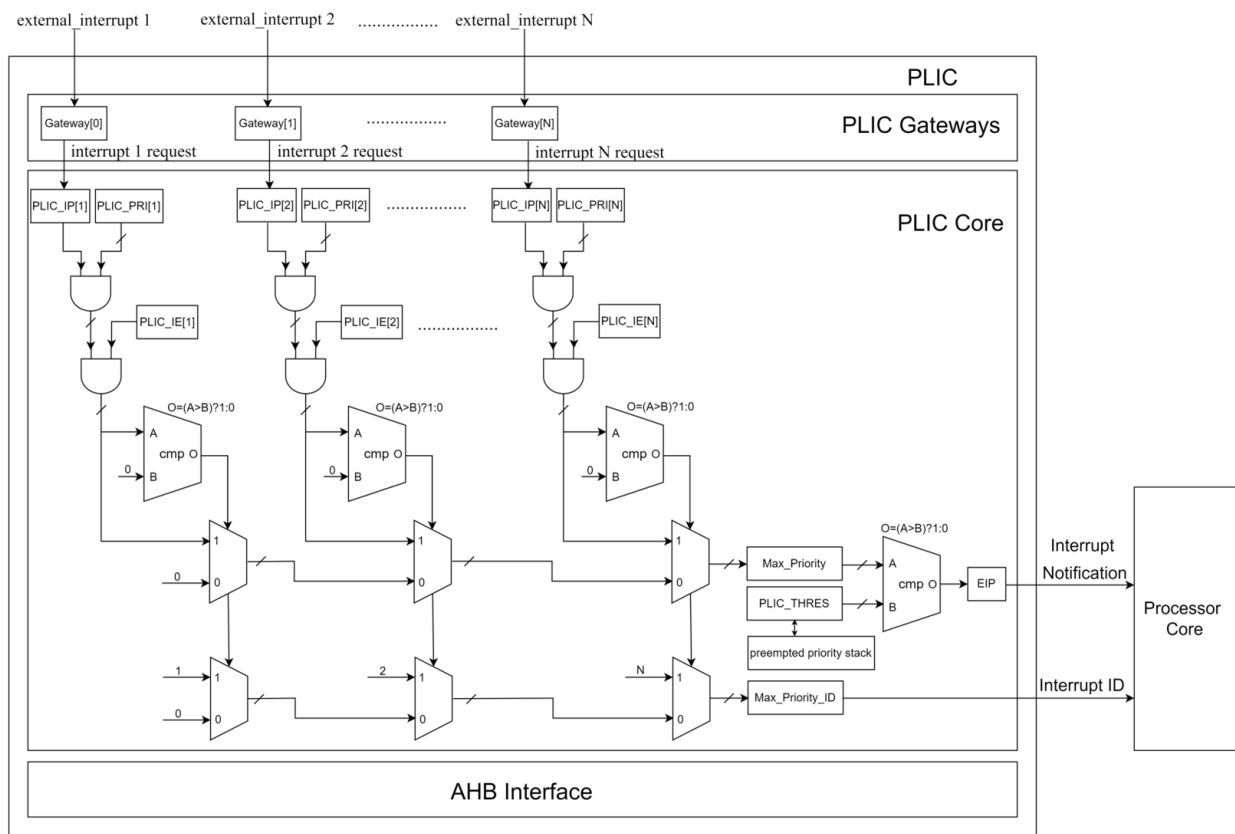 external_interrupt 1 external_interrupt 2 ................. external_interrupt N
PLIC
Gateway[0] Gateway[1] ................. Gateway[N] PLIC Gateways
interrupt 1 request interrupt 2 request interrupt N request
PLIC_IP[1] PLIC_PRI[1] PLIC_IP[2] PLIC_PRI[2] ................. PLIC_IP[N] PLIC_PRI[N] PLIC Core
PLIC_IE[1] PLIC_IE[2] ................. PLIC_IE[N]
O=(A>B)?1:0 O=(A>B)?1:0 O=(A>B)?1:0
A A A
cmp O cmp O cmp O
0 B 0 B 0 B
O=(A>B)?1:0
1 1 1
Max_Priority A
Interrupt
Notification
0 0 0 0
cmp O EIP
PLIC_THRES B
Processor
Core
preempted priority stack
1 1 2 1 N 1
Max_Priority_ID Interrupt ID
0 0 0 0
AHB Interface